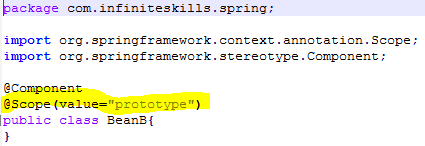 package com.infiniteskills.spring;
import org.springframework.context.annotation.Scope;
import org.springframework.stereotype.Component;
@Component
@Scope(value="prototype")
public class BeanB{
}